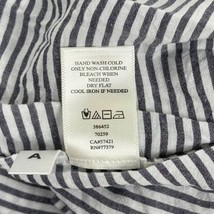 HAND WASH COLD
ONLY NON-CHLORINE
BLEACH WHEN
NEEDED
DRY FLAT
COOL IRON IF NEEDED
386452
70259
CA#57421
RN#77379
A